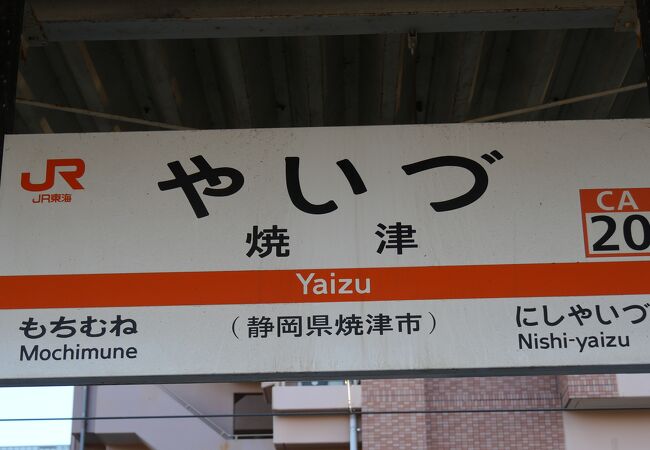 JR
JR東海
やいづ
焼津
CA
20
Yaizu
もちむね
Mochimune
(静岡県焼津市)
にしやいづ
Nishi-yaizu